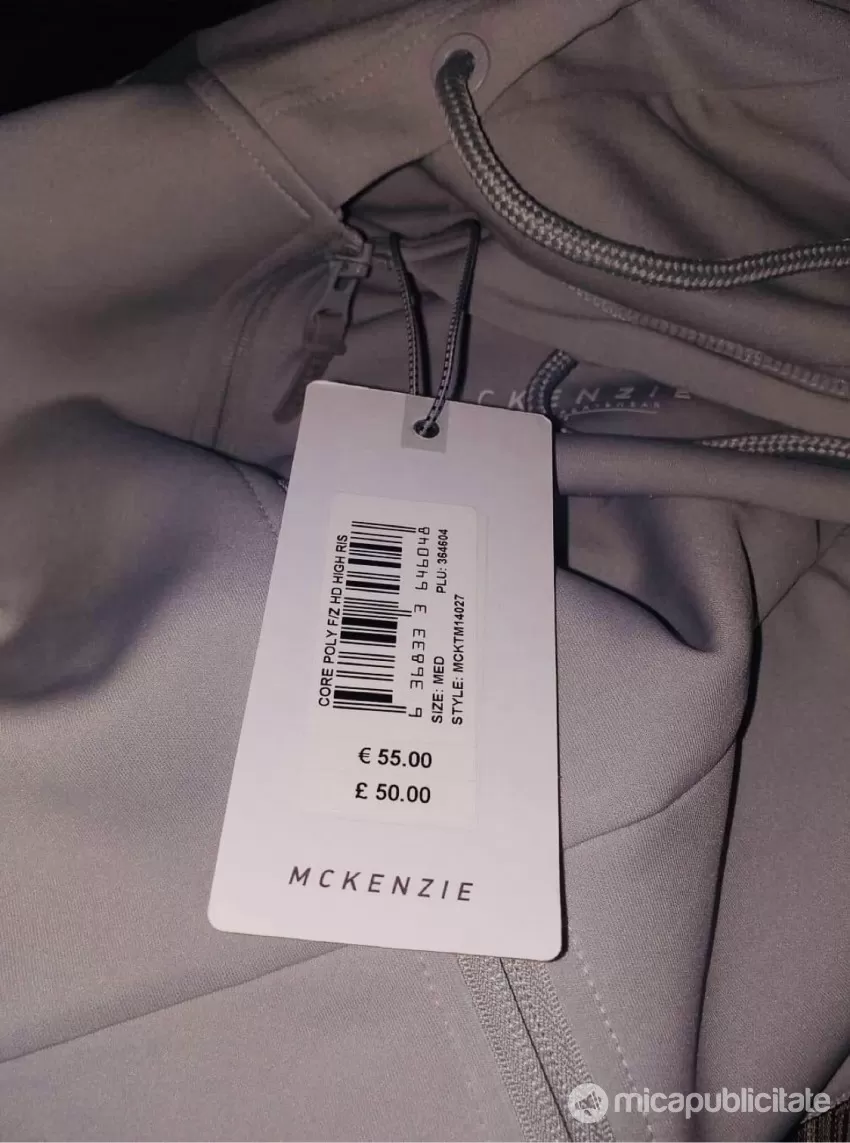 CKENZIE
CORE POLY F/Z HD HIGH RIS
6 36833 3 646048
SIZE: MED PLU: 364604
STYLE: MCKTM14027
€ 55.00
£ 50.00
MCKENZIE
micapublicitate